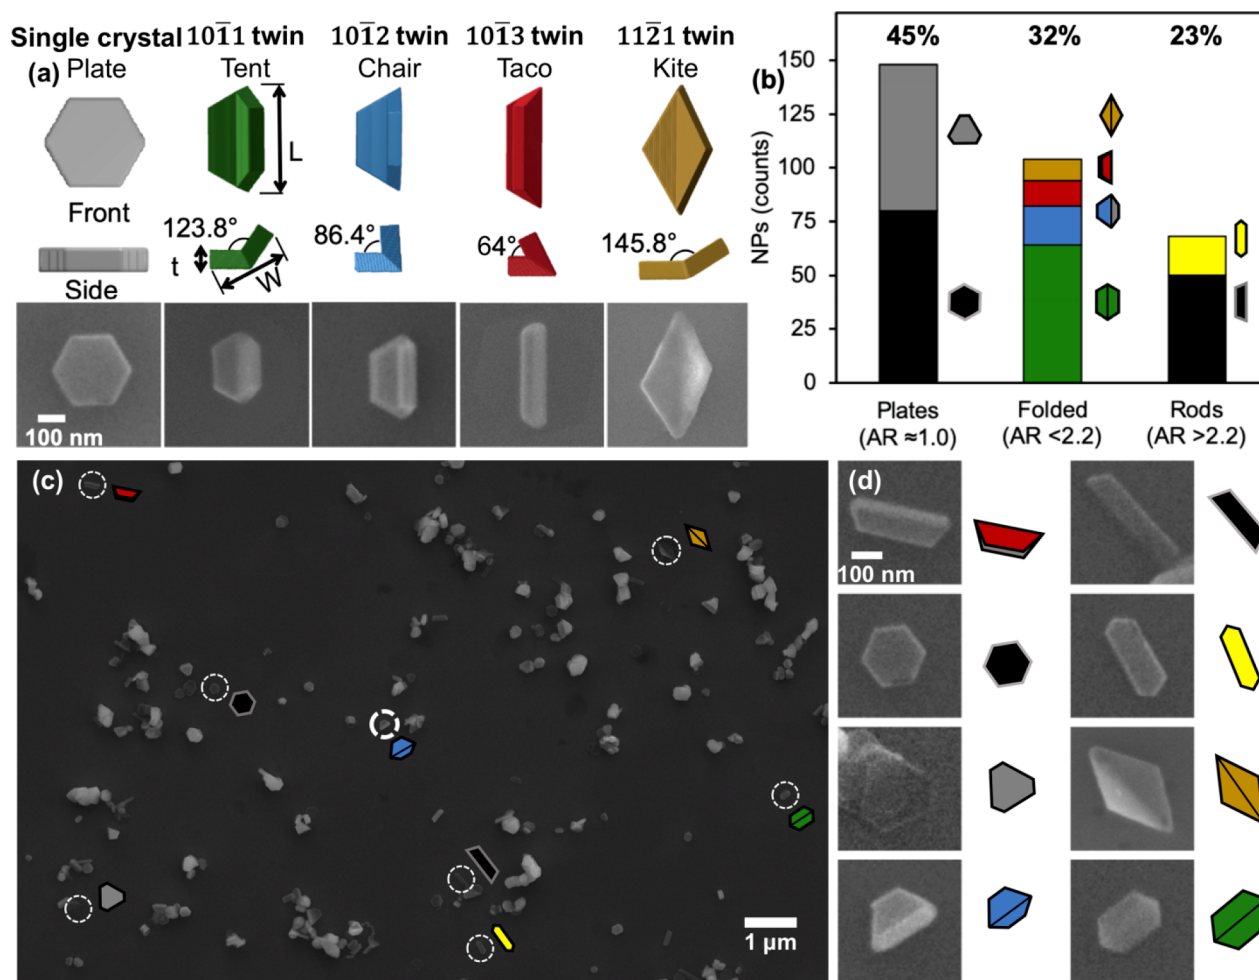 Single crystal 101̅1 twin 101̅2 twin 101̅3 twin 112̅1 twin
(a) Plate Tent Chair Taco Kite
L
Front
123.8° 86.4° 64° 145.8°
t W
Side
100 nm
(b)
45% 32% 23%
NPs (counts)
150
125
100
75
50
25
0
Plates Folded Rods
(AR ≈1.0) (AR <2.2) (AR >2.2)
(c)
1 µm
(d)
100 nm